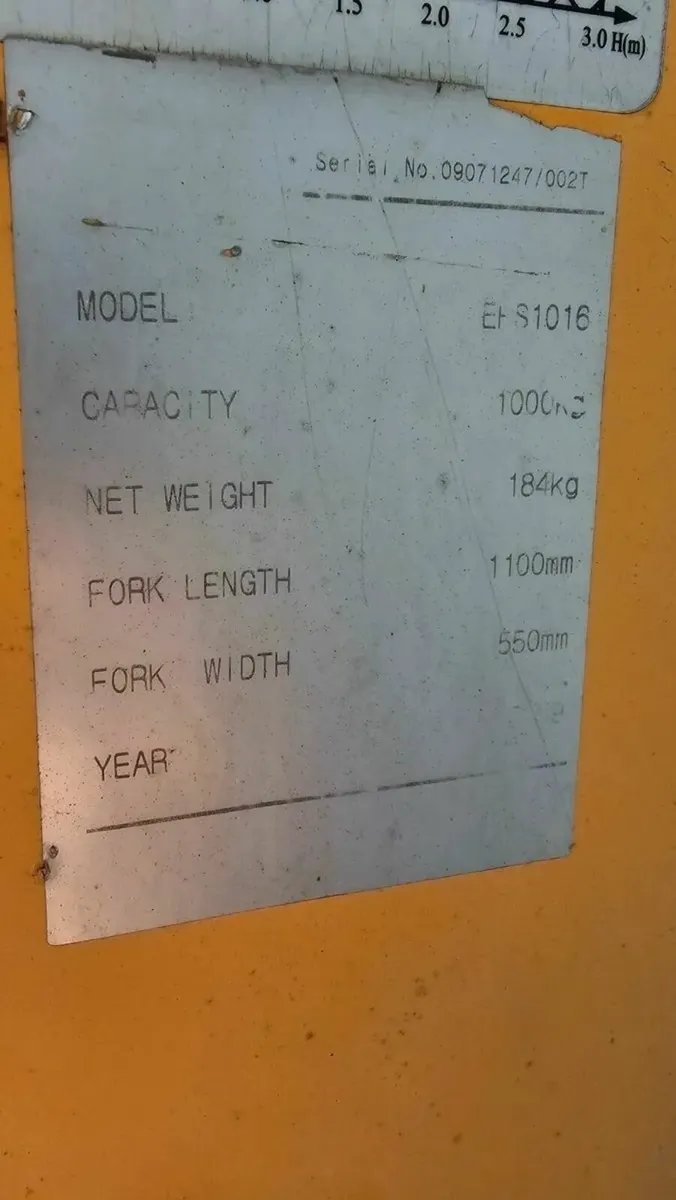 1.5 2.0 2.5 3.0 H(m)
Serial No.09071247/002T
MODEL
CAPACITY 1000kg
NET WEIGHT 184kg
FORK LENGTH 1100mm
FORK WIDTH 550mm
YEAR